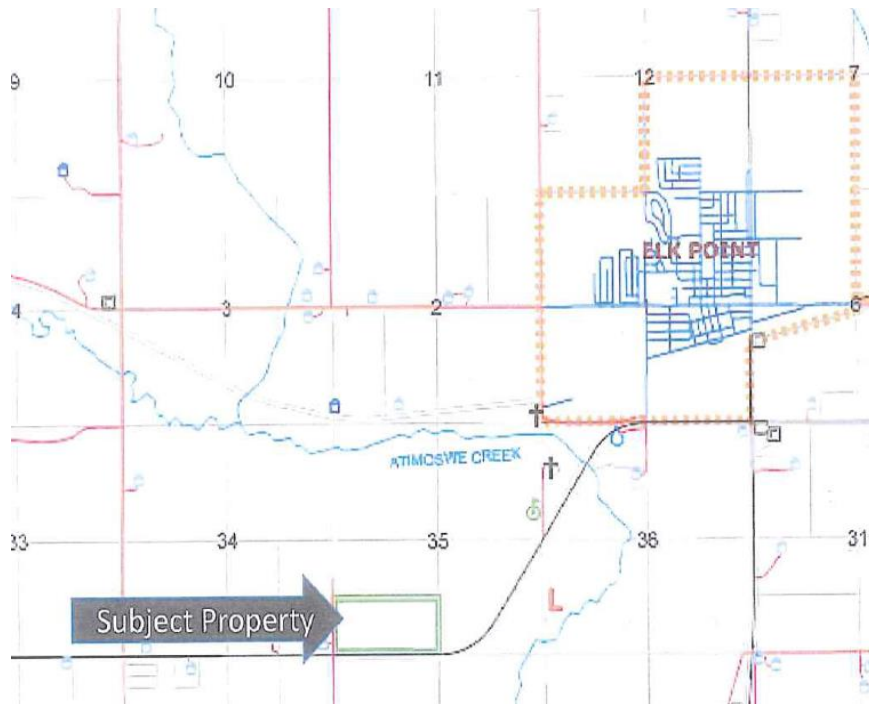 9 10 11 12 7
ELK POINT
4 3 2 6
ATIMOSWE CREEK
33 34 35 36 31
L
Subject Property